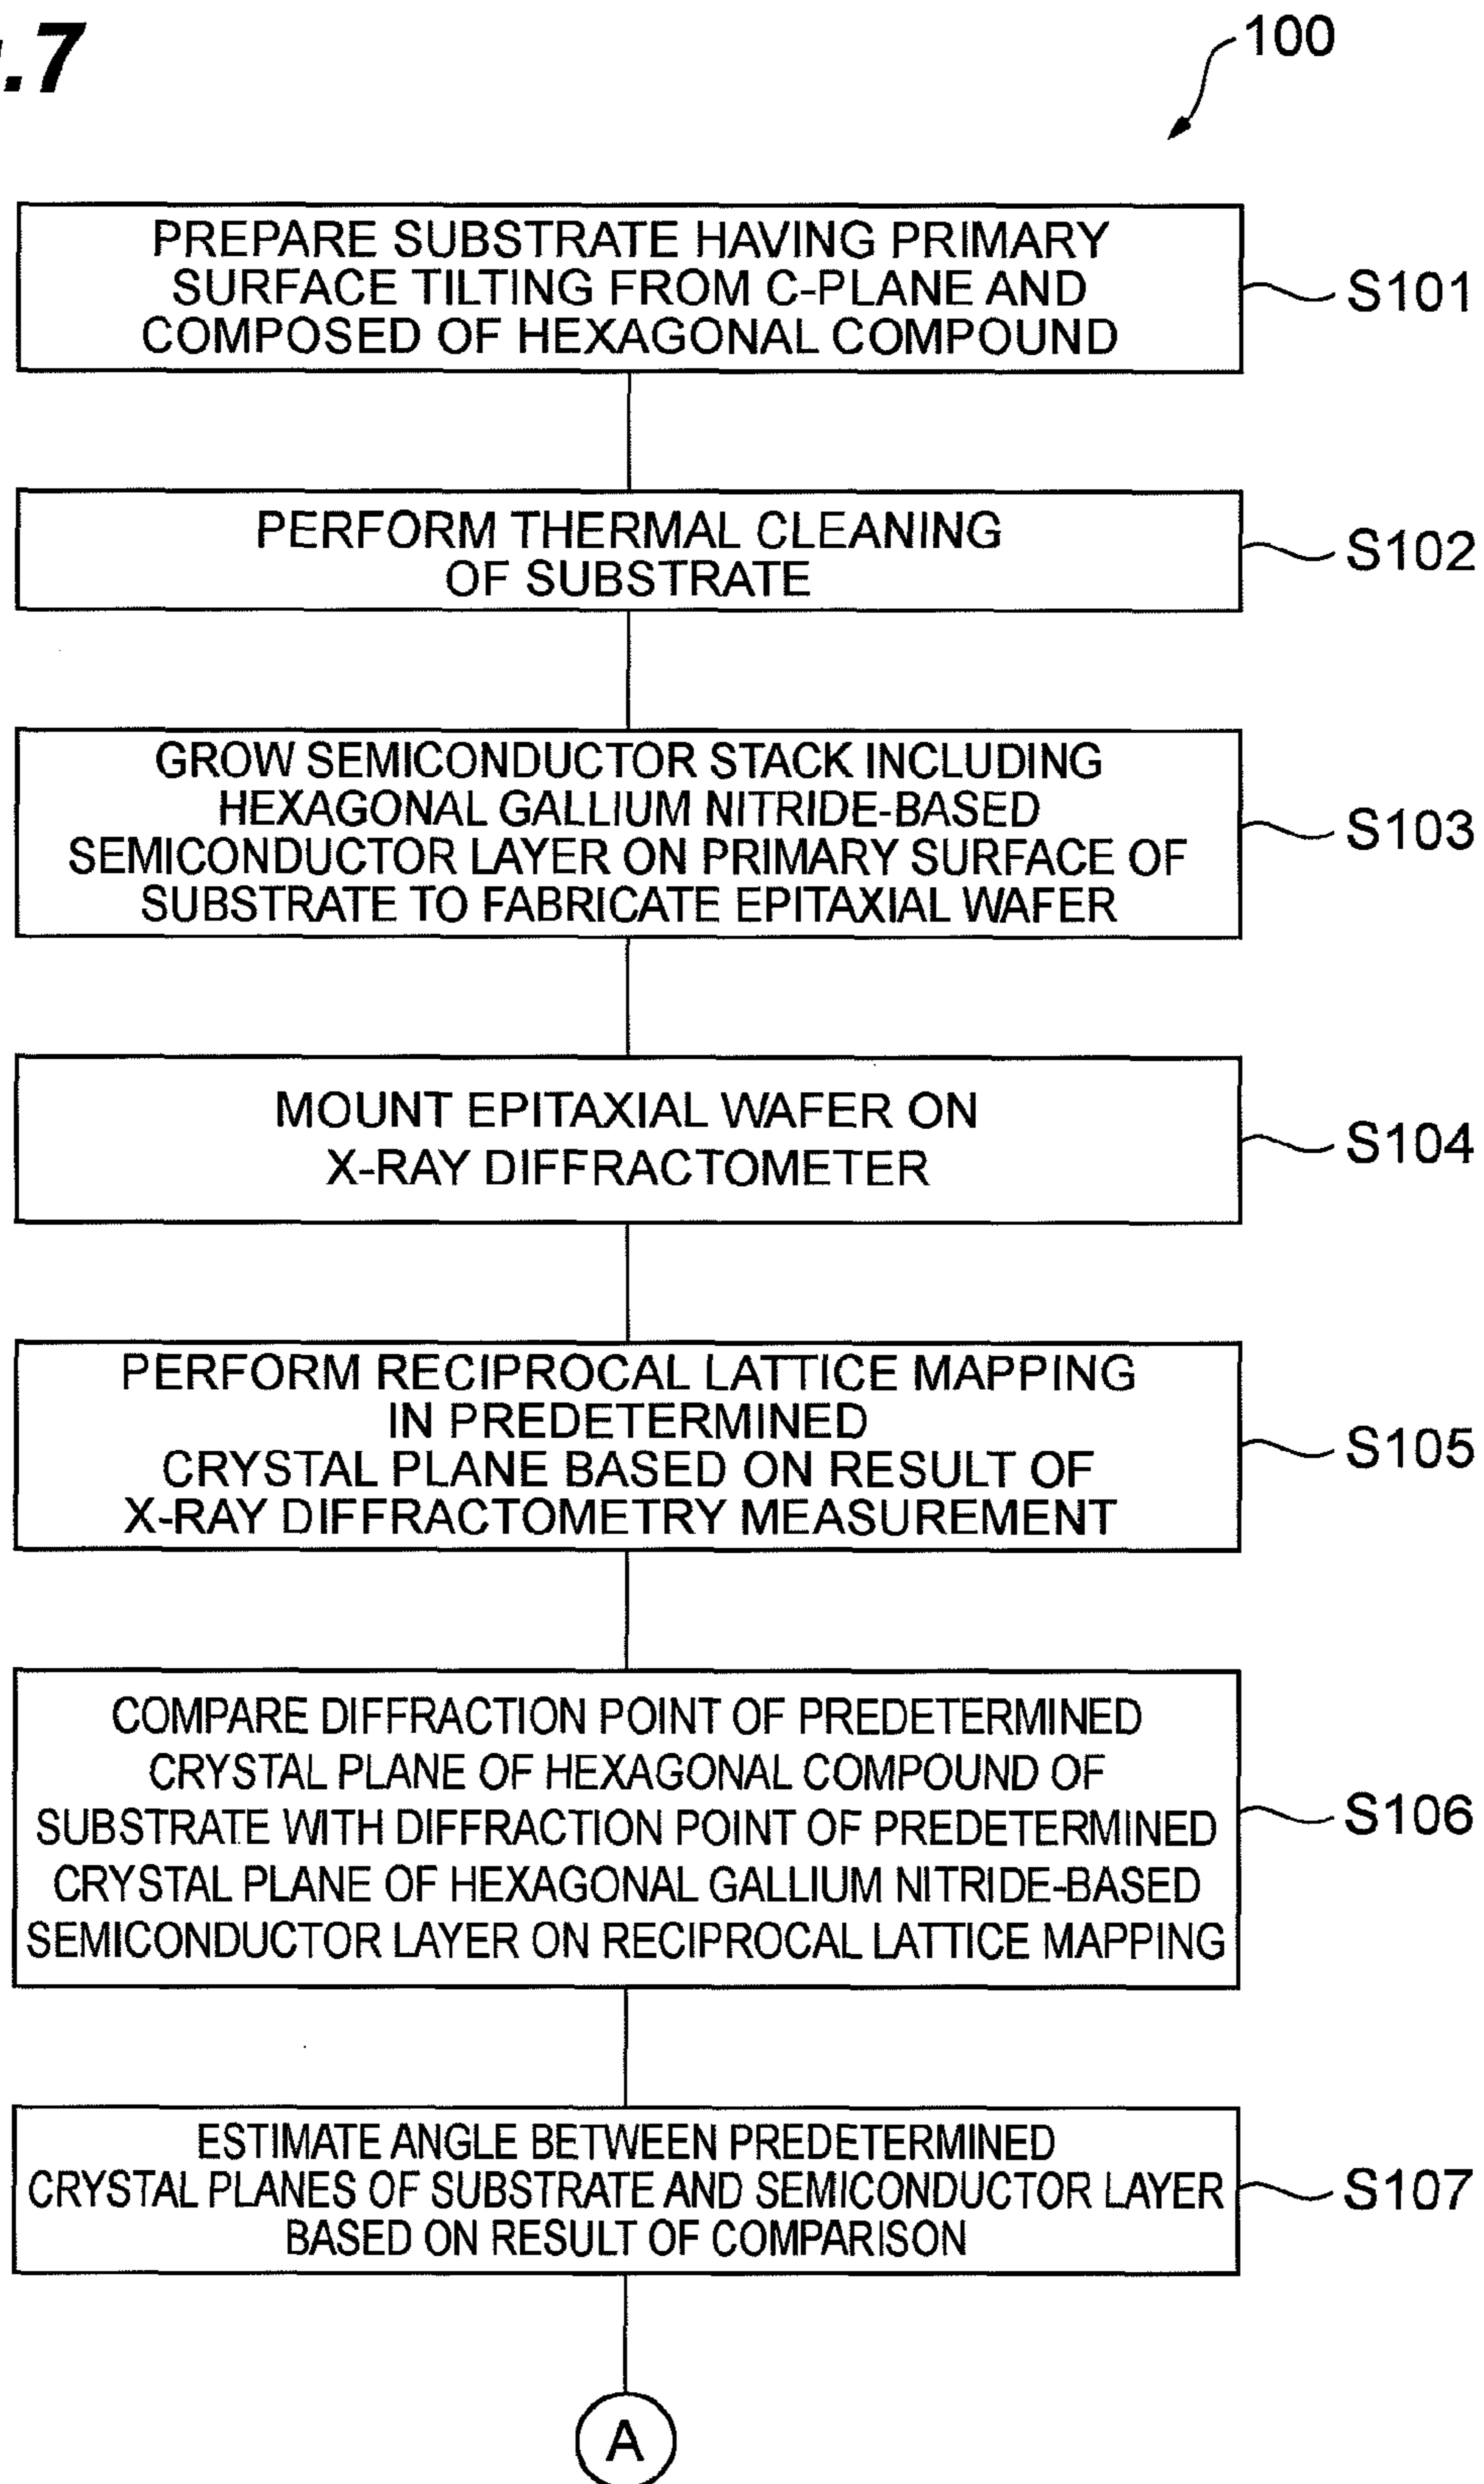 .7
100
PREPARE SUBSTRATE HAVING PRIMARY
SURFACE TILTING FROM C-PLANE AND
COMPOSED OF HEXAGONAL COMPOUND
S101
PERFORM THERMAL CLEANING
OF SUBSTRATE
S102
GROW SEMICONDUCTOR STACK INCLUDING
HEXAGONAL GALLIUM NITRIDE-BASED
SEMICONDUCTOR LAYER ON PRIMARY SURFACE OF
SUBSTRATE TO FABRICATE EPITAXIAL WAFER
S103
MOUNT EPITAXIAL WAFER ON
X-RAY DIFFRACTOMETER
S104
PERFORM RECIPROCAL LATTICE MAPPING
IN PREDETERMINED
CRYSTAL PLANE BASED ON RESULT OF
X-RAY DIFFRACTOMETRY MEASUREMENT
S105
COMPARE DIFFRACTION POINT OF PREDETERMINED
CRYSTAL PLANE OF HEXAGONAL COMPOUND OF
SUBSTRATE WITH DIFFRACTION POINT OF PREDETERMINED
CRYSTAL PLANE OF HEXAGONAL GALLIUM NITRIDE-BASED
SEMICONDUCTOR LAYER ON RECIPROCAL LATTICE MAPPING
S106
ESTIMATE ANGLE BETWEEN PREDETERMINED
CRYSTAL PLANES OF SUBSTRATE AND SEMICONDUCTOR LAYER
BASED ON RESULT OF COMPARISON
S107
A